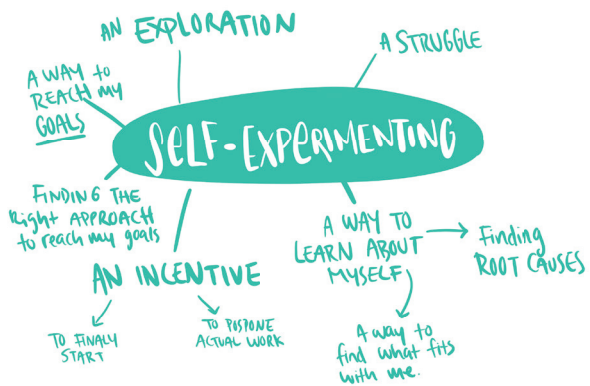 AN EXPLORATION
A STRUGGLE
A WAY to
REACH my
GOALS
SELF-EXPERIMENTING
FINDING THE
Right APPROACH
to reach my goals
AN INCENTIVE
TO FINALY
START
TO POSPONE
ACTUAL WORK
A WAY TO
LEARN ABOUT
MYSELF
Finding
ROOT CAUSES
A way to
find what fits
with me.